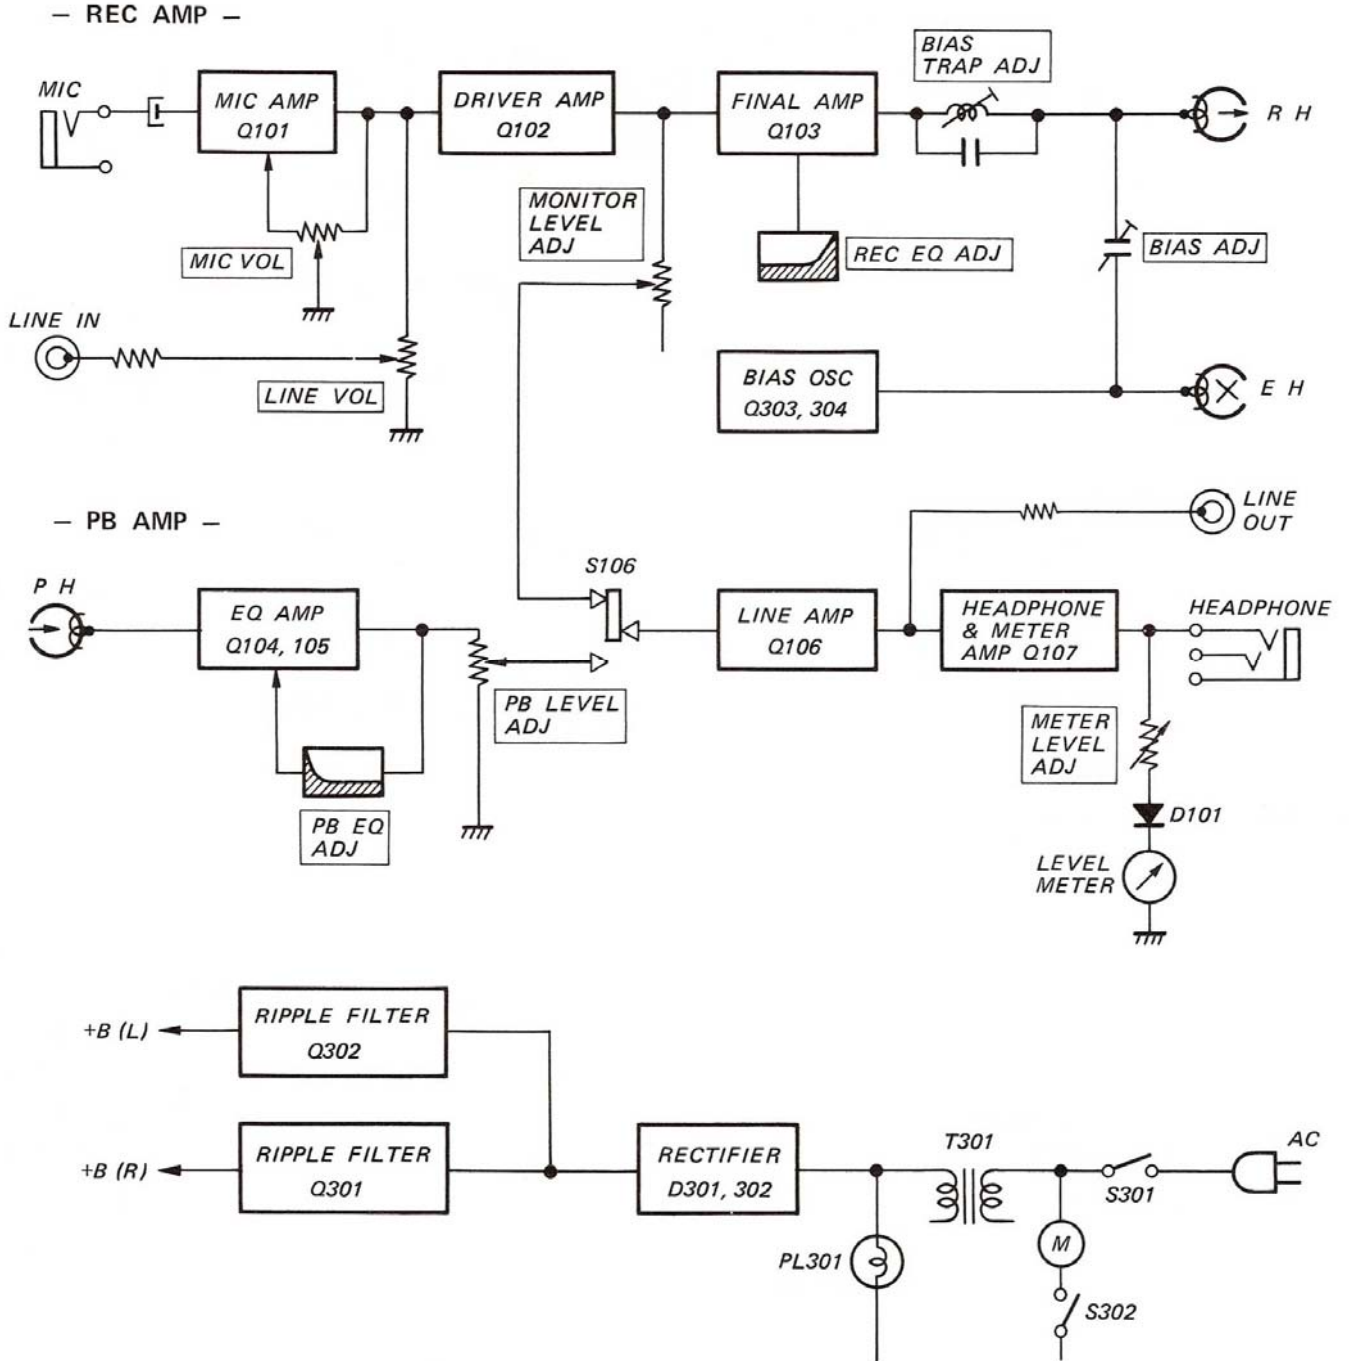 – REC AMP –
BIAS
TRAP ADJ
MIC
MIC AMP
Q101
DRIVER AMP
Q102
FINAL AMP
Q103
R H
MONITOR
LEVEL
ADJ
MIC VOL
REC EQ ADJ
BIAS ADJ
LINE IN
LINE VOL
BIAS OSC
Q303, 304
E H
– PB AMP –
LINE
OUT
P H
EQ AMP
Q104, 105
S106
LINE AMP
Q106
HEADPHONE
& METER
AMP Q107
HEADPHONE
PB LEVEL
ADJ
METER
LEVEL
ADJ
PB EQ
ADJ
D101
LEVEL
METER
+B (L)
RIPPLE FILTER
Q302
+B (R)
RIPPLE FILTER
Q301
RECTIFIER
D301, 302
T301
AC
S301
PL301
M
S302